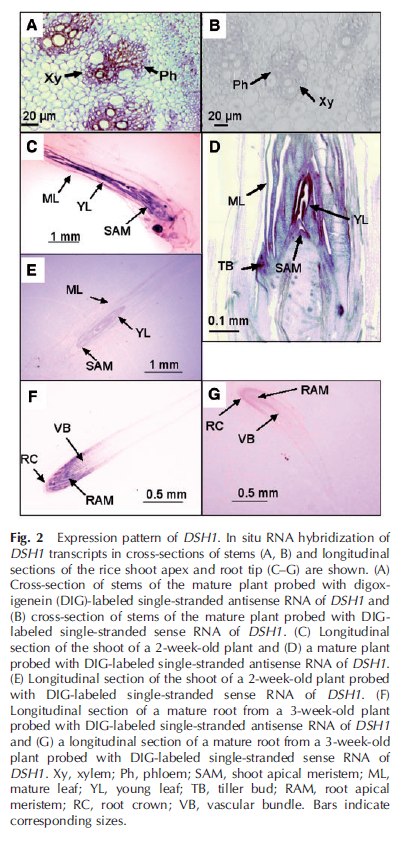 A
Xy
Ph
20 µm
B
Ph
Xy
20 µm
C
ML
YL
SAM
1 mm
D
ML
YL
TB
SAM
0.1 mm
E
ML
YL
SAM
1 mm
F
VB
RC
RAM
0.5 mm
G
RAM
RC
VB
0.5 mm
Fig. 2 Expression pattern of DSH1. In situ RNA hybridization of
DSH1 transcripts in cross-sections of stems (A, B) and longitudinal
sections of the rice shoot apex and root tip (C–G) are shown. (A)
Cross-section of stems of the mature plant probed with digox-
igenein (DIG)-labeled single-stranded antisense RNA of DSH1 and
(B) cross-section of stems of the mature plant probed with DIG-
labeled single-stranded sense RNA of DSH1. (C) Longitudinal
section of the shoot of a 2-week-old plant and (D) a mature plant
probed with DIG-labeled single-stranded antisense RNA of DSH1.
(E) Longitudinal section of the shoot of a 2-week-old plant probed
with DIG-labeled single-stranded sense RNA of DSH1. (F)
Longitudinal section of a mature root from a 3-week-old plant
probed with DIG-labeled single-stranded antisense RNA of DSH1
and (G) a longitudinal section of a mature root from a 3-week-old
plant probed with DIG-labeled single-stranded sense RNA of
DSH1. Xy, xylem; Ph, phloem; SAM, shoot apical meristem; ML,
mature leaf; YL, young leaf; TB, tiller bud; RAM, root apical
meristem; RC, root crown; VB, vascular bundle. Bars indicate
corresponding sizes.